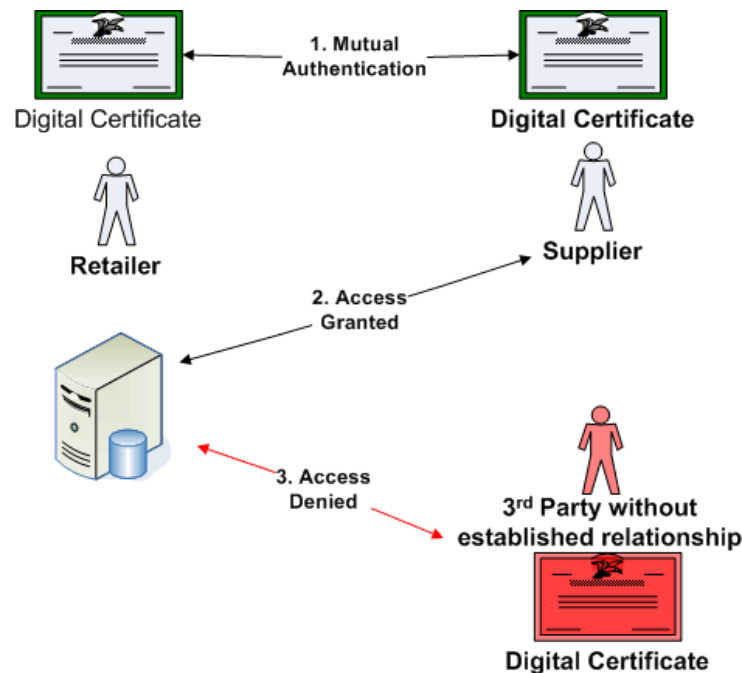 1. Mutual
Authentication
Digital Certificate
Digital Certificate
Retailer
Supplier
2. Access
Granted
3. Access
Denied
3rd Party without
established relationship
Digital Certificate